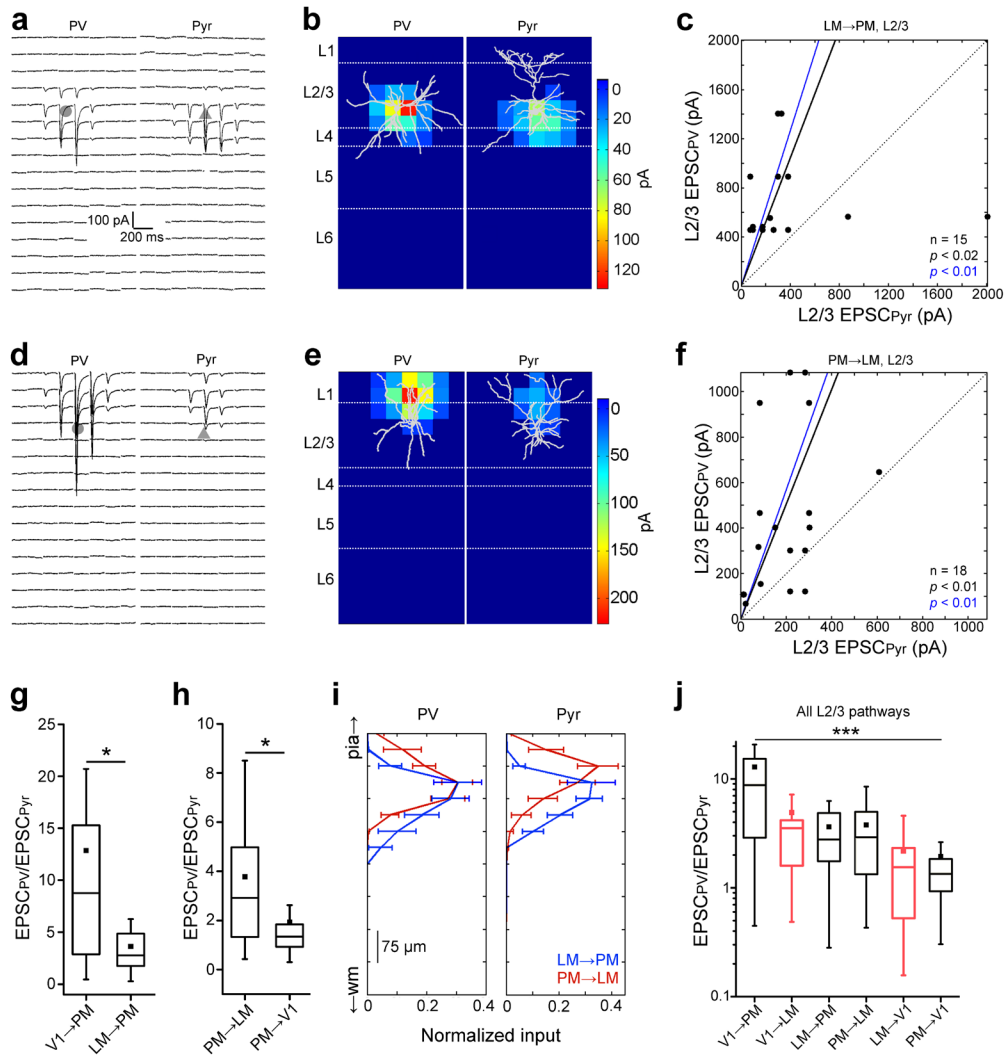 a
PV
Pyr
100 pA
200 ms
b
PV
Pyr
L1
L2/3
L4
L5
L6
0
20
40
60
80
100
120
pA
c
LM→PM, L2/3
2000
1600
1200
800
400
0
L2/3 EPSCPV (pA)
0
400
800
1200
1600
2000
L2/3 EPSCPyr (pA)
n = 15
p < 0.02
p < 0.01
d
PV
Pyr
e
PV
Pyr
L1
L2/3
L4
L5
L6
0
50
100
150
200
pA
f
PM→LM, L2/3
1000
800
600
400
200
0
L2/3 EPSCPV (pA)
0
200
400
600
800
1000
L2/3 EPSCPyr (pA)
n = 18
p < 0.01
p < 0.01
g
25
20
15
10
5
0
EPSCPV/EPSCPyr
*
V1→PM
LM→PM
h
10
8
6
4
2
0
*
PM→LM
PM→V1
i
PV
Pyr
pia→
←wm
75 µm
LM→PM
PM→LM
0
0.2
0.4
0
0.2
0.4
Normalized input
j
All L2/3 pathways
***
10
1
0.1
EPSCPV/EPSCPyr
V1→PM
V1→LM
LM→PM
PM→LM
LM→V1
PM→V1